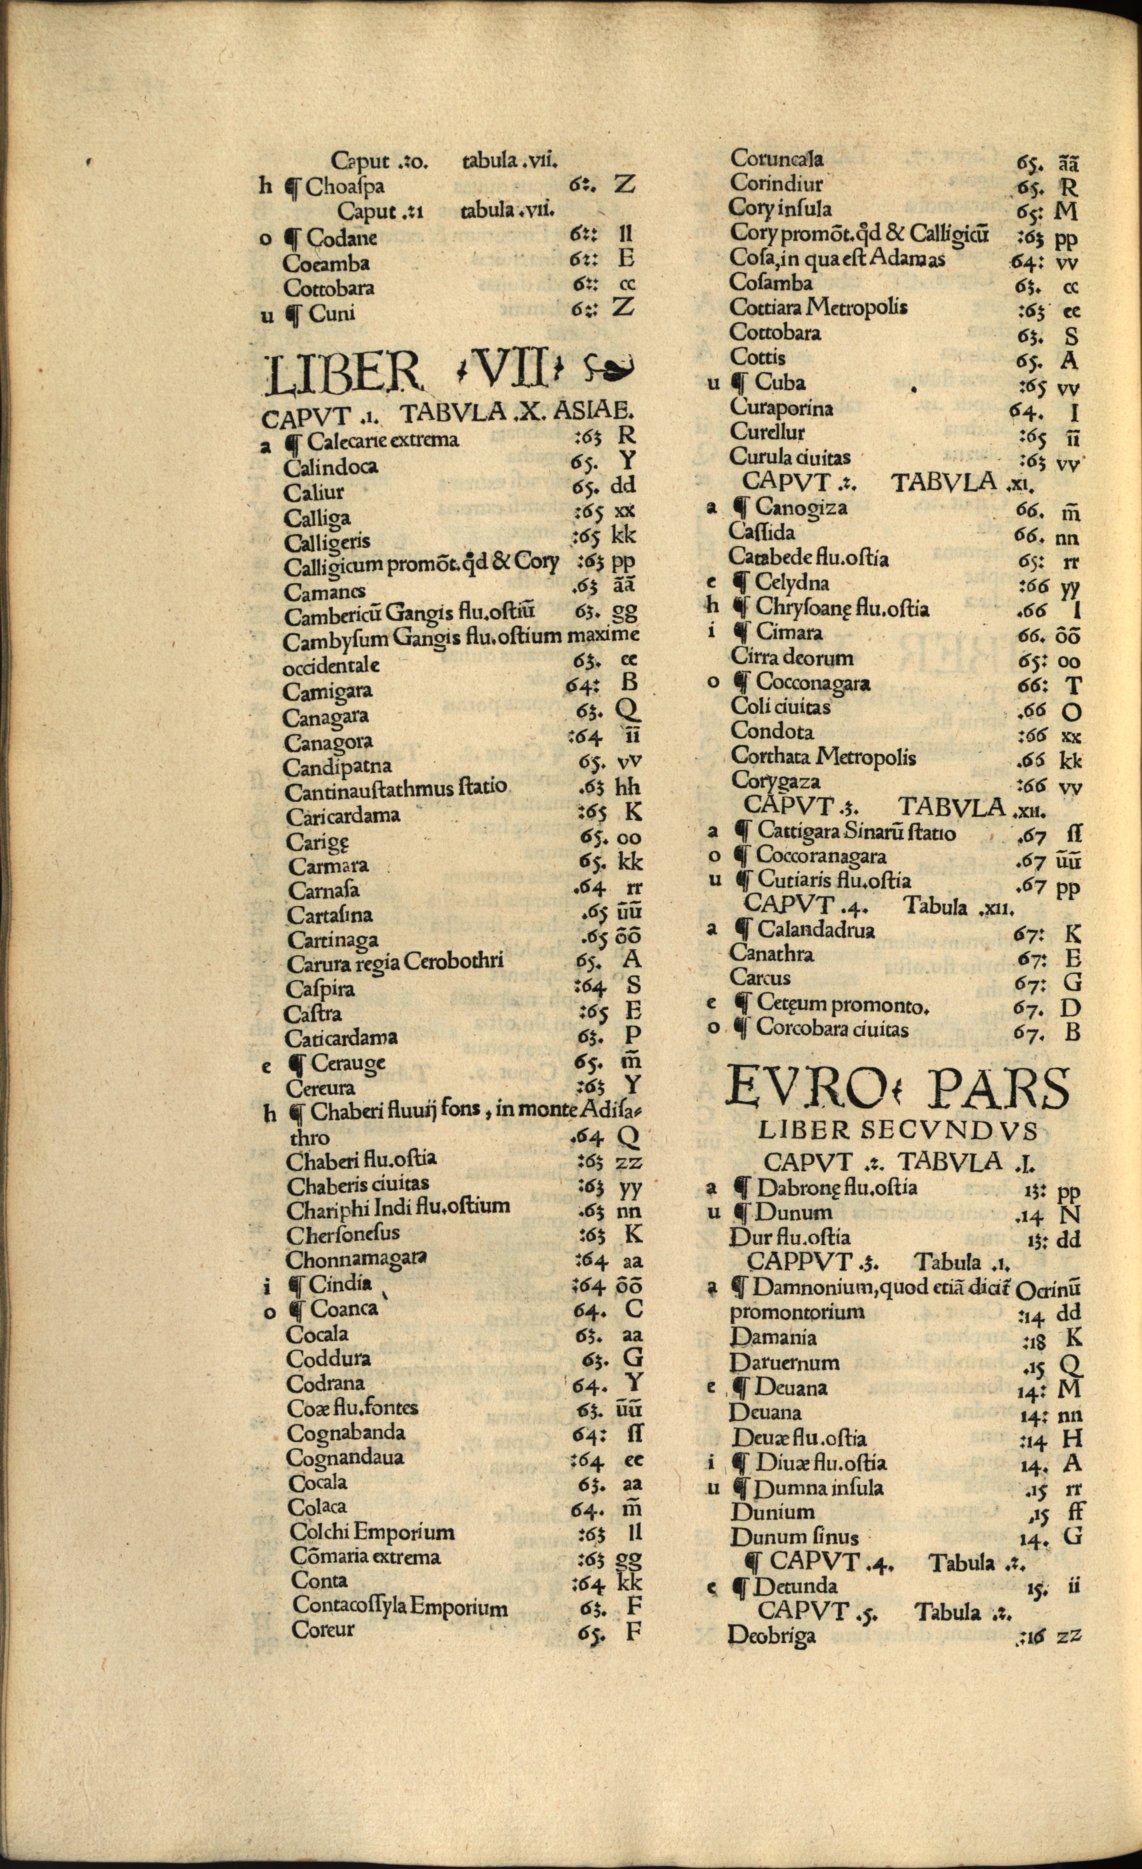 Caput .20. tabula .vii.
h ¶ Choaſpa 62. Z
Caput .21 tabula .vii.
o ¶ Codane 62: ll
Coeamba 62: E
Cottobara 62: cc
u ¶ Cuni 62: Z
LIBER VII
CAPVT .1. TABVLA .X. ASIAE.
a ¶ Calecarie extrema :63 R
Calindoca 65. Y
Caliur 65. dd
Calliga :65 xx
Calligeris :65 kk
Calligicum promõt. qd & Cory :63 pp
Camanes .63 ãã
Cambericũ Gangis flu. oſtiũ 63. gg
Cambyſum Gangis flu. oſtium maxime
occidentale 63. ee
Camigara 64: B
Canagara 63. Q
Canagora :64 ĩĩ
Candipatna 65. vv
Cantinauſtathmus ſtatio .63 hh
Caricardama :65 K
Carigę 65. oo
Carmara 65. kk
Carnaſa .64 rr
Cartaſina .65 ũũ
Cartinaga .65 õõ
Carura regia Cerobothri 65. A
Caſpira :64 S
Caſtra :65 E
Caticardama 63. P
e ¶ Cerauge 65. m̃
Cereura :63 Y
h ¶ Chaberi fluuij fons, in monte Adiſa⸗
thro .64 Q
Chaberi flu. oſtia :63 zz
Chaberis ciuitas :63 yy
Chariphi Indi flu. oſtium .63 nn
Cherſoneſus :63 K
Chonnamagara :64 aa
i ¶ Cindia :64 õõ
o ¶ Coanca 64. C
Cocala 63. aa
Coddura 63. G
Codrana 64. Y
Coæ flu. fontes 63. ũũ
Cognabanda 64: ſſ
Cognandaua :64 ee
Cocala 63. aa
Colaca 64. m̃
Colchi Emporium :63 ll
Cõmaria extrema :63 gg
Conta :64 kk
Contacoſſyla Emporium 63. F
Coreur 65. F
Coruncala 65. ãã
Corindiur 65. R
Cory inſula 65: M
Cory promõt. qd & Calligicũ :63 pp
Coſa, in qua eſt Adamas 64: vv
Coſamba 63. cc
Cottiara Metropolis :63 ee
Cottobara 63. S
Cottis 65. A
u ¶ Cuba :65 vv
Curaporina 64. I
Curellur :65 ĩĩ
Curula ciuitas :63 vv
CAPVT .2. TABVLA .XI.
a ¶ Canogiza 66. m̃
Caſſida 66. nn
Catabede flu. oſtia 65: rr
e ¶ Celydna :66 yy
h ¶ Chryſoanę flu. oſtia .66 I
i ¶ Cimara 66. õõ
Cirra deorum 65: oo
o ¶ Cocconagara 66: T
Coli ciuitas .66 O
Condota :66 xx
Corthata Metropolis .66 kk
Corygaza :66 vv
CAPVT .3. TABVLA .XII.
a ¶ Cattigara Sinarũ ſtatio .67 ſſ
o ¶ Coccoranagara .67 ũũ
u ¶ Cutiaris flu. oſtia .67 pp
CAPVT .4. Tabula .XII.
a ¶ Calandadrua 67: K
Canathra 67: E
Carcus 67: G
e ¶ Cetęum promonto. 67. D
o ¶ Corcobara ciuitas 67. B
EVRO⸗ PARS
LIBER SECVNDVS
CAPVT .2. TABVLA .I.
a ¶ Dabronę flu. oſtia 13: pp
u ¶ Dunum .14 N
Dur flu. oſtia 13: dd
CAPPVT .3. Tabula .1.
a ¶ Damnonium, quod etiã dicit̃ Ocrinũ
promontorium :14 dd
Damania :18 K
Daruernum .15 Q
e ¶ Deuana 14: M
Deuana 14: nn
Deuæ flu. oſtia :14 H
i ¶ Diuæ flu. oſtia 14. A
u ¶ Dumna inſula .15 rr
Dunium .15 ff
Dunum ſinus 14. G
¶ CAPVT .4. Tabula .2.
e ¶ Detunda 15. ii
CAPVT .5. Tabula .2.
Deobriga :16 zz